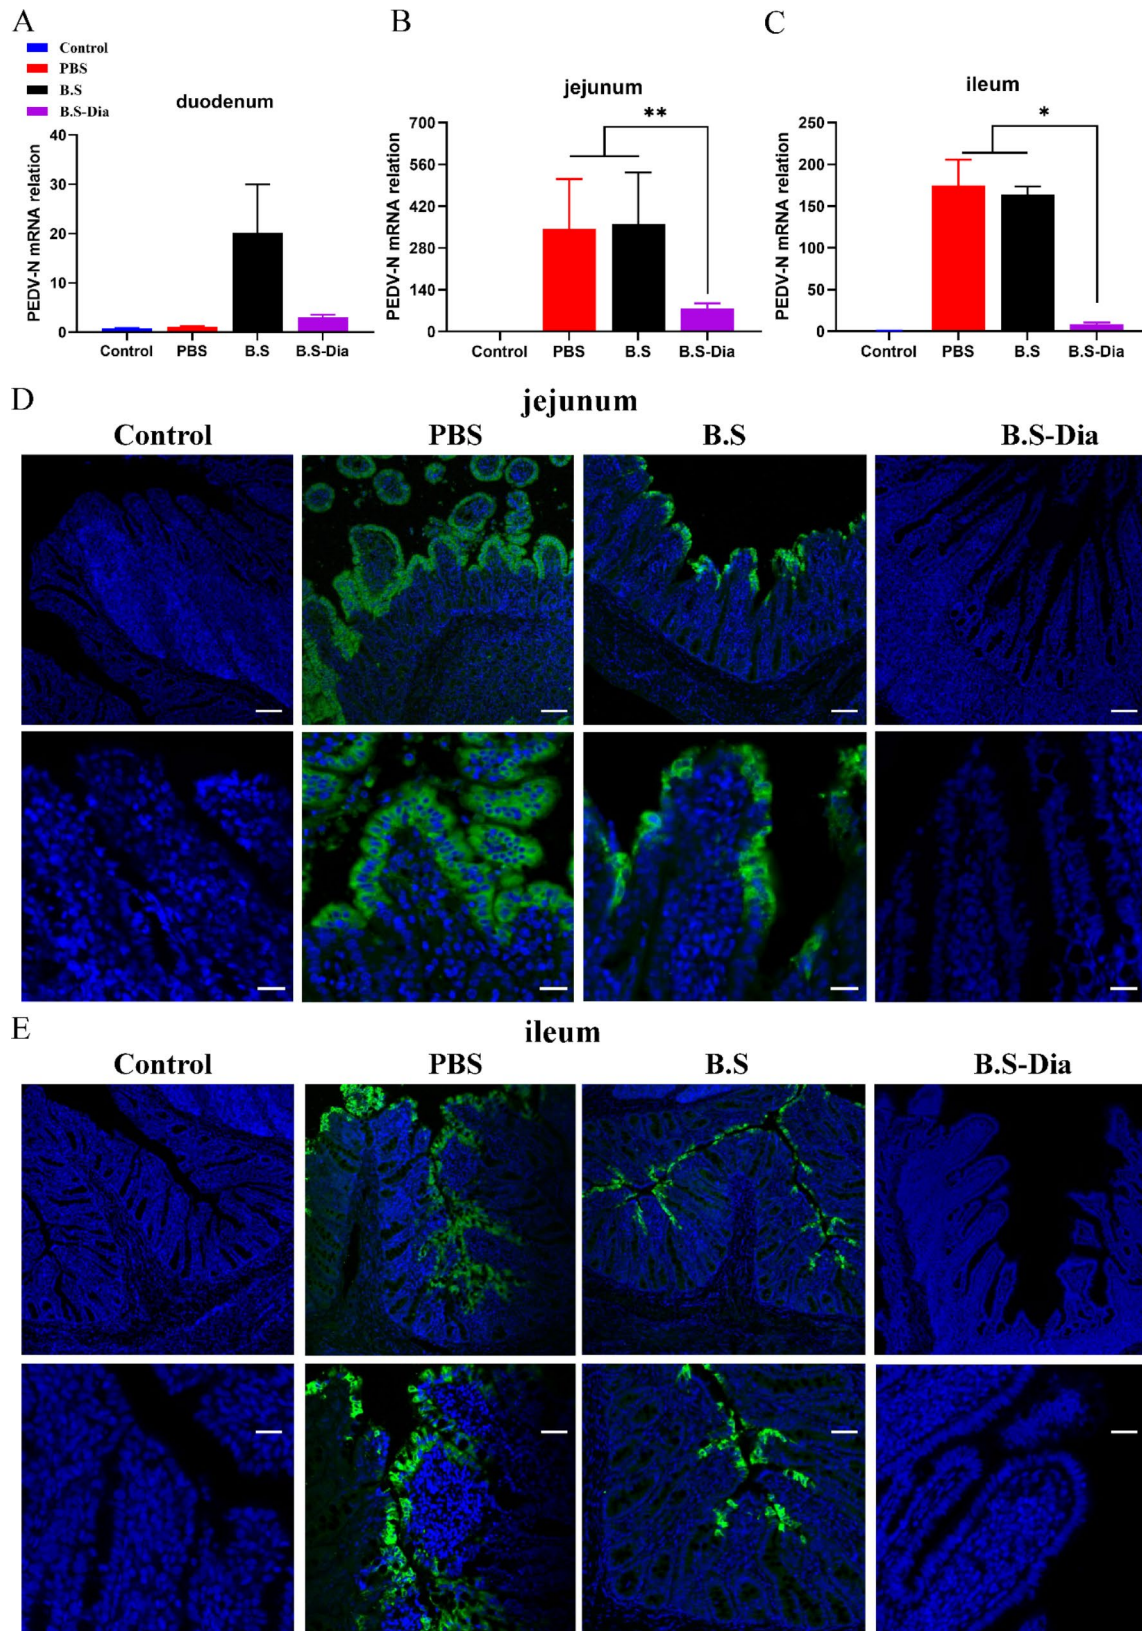 A
Control
PBS
B.S
B.S-Dia
duodenum
PEDV-N mRNA relation
40
30
20
10
0
Control PBS B.S B.S-Dia
B
jejunum
**
PEDV-N mRNA relation
700
560
420
280
140
0
Control PBS B.S B.S-Dia
C
ileum
*
PEDV-N mRNA relation
250
200
150
100
50
0
Control PBS B.S B.S-Dia
D
jejunum
Control PBS B.S B.S-Dia
E
ileum
Control PBS B.S B.S-Dia